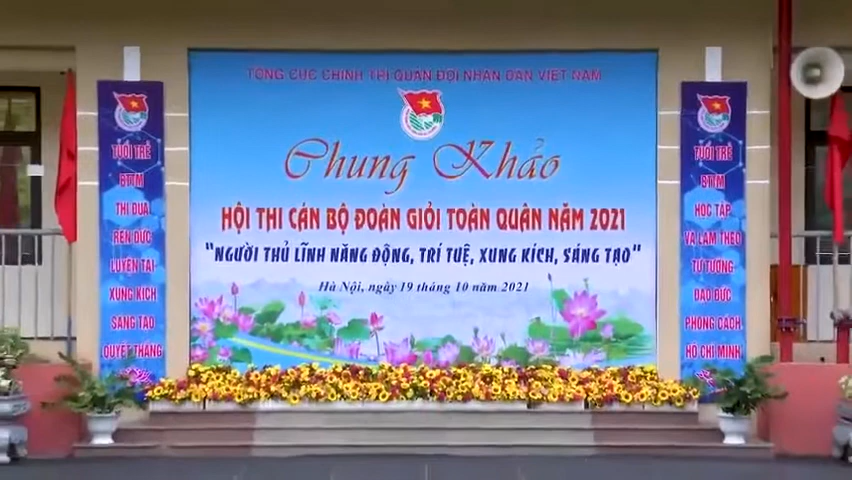 TỔNG CỤC CHÍNH TRỊ QUÂN ĐỘI NHÂN DÂN VIỆT NAM
Chung Khảo
HỘI THI CÁN BỘ ĐOÀN GIỎI TOÀN QUÂN NĂM 2021
"NGƯỜI THỦ LĨNH NĂNG ĐỘNG, TRÍ TUỆ, XUNG KÍCH, SÁNG TẠO"
Hà Nội, ngày 19 tháng 10 năm 2021
TUỔI TRẺ
BTTM
THI ĐUA
RÈN ĐỨC
LUYỆN TÀI
XUNG KÍCH
SÁNG TẠO
QUYẾT THẮNG
TUỔI TRẺ
BTTM
HỌC TẬP
VÀ LÀM THEO
TƯ TƯỞNG
ĐẠO ĐỨC
PHONG CÁCH
HỒ CHÍ MINH